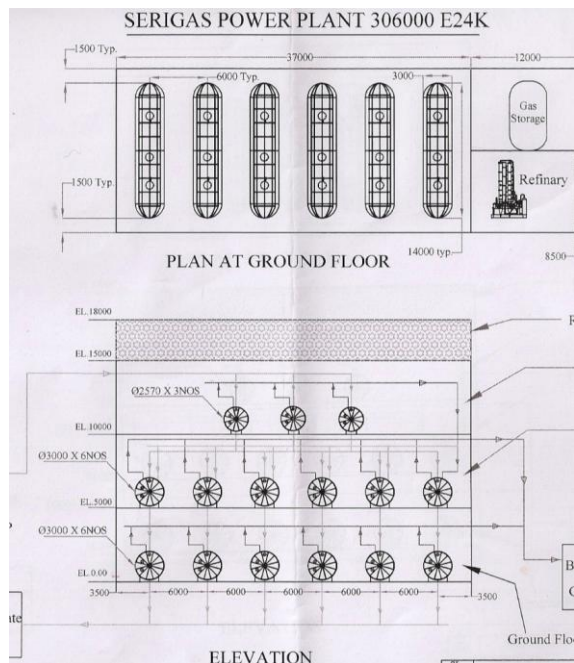 SERIGAS POWER PLANT 306000 E24K
1500 Typ.
37000
12000
6000 Typ.
3000
Gas
Storage
1500 Typ.
Refinary
14000 typ.
PLAN AT GROUND FLOOR
8500
EL.18000
EL.15000
Ø2570 X 3NOS
EL.10000
Ø3000 X 6NOS
EL.5000
Ø3000 X 6NOS
EL 0.00
3500
6000
6000
6000
6000
6000
3500
Ground Floo
ELEVATION